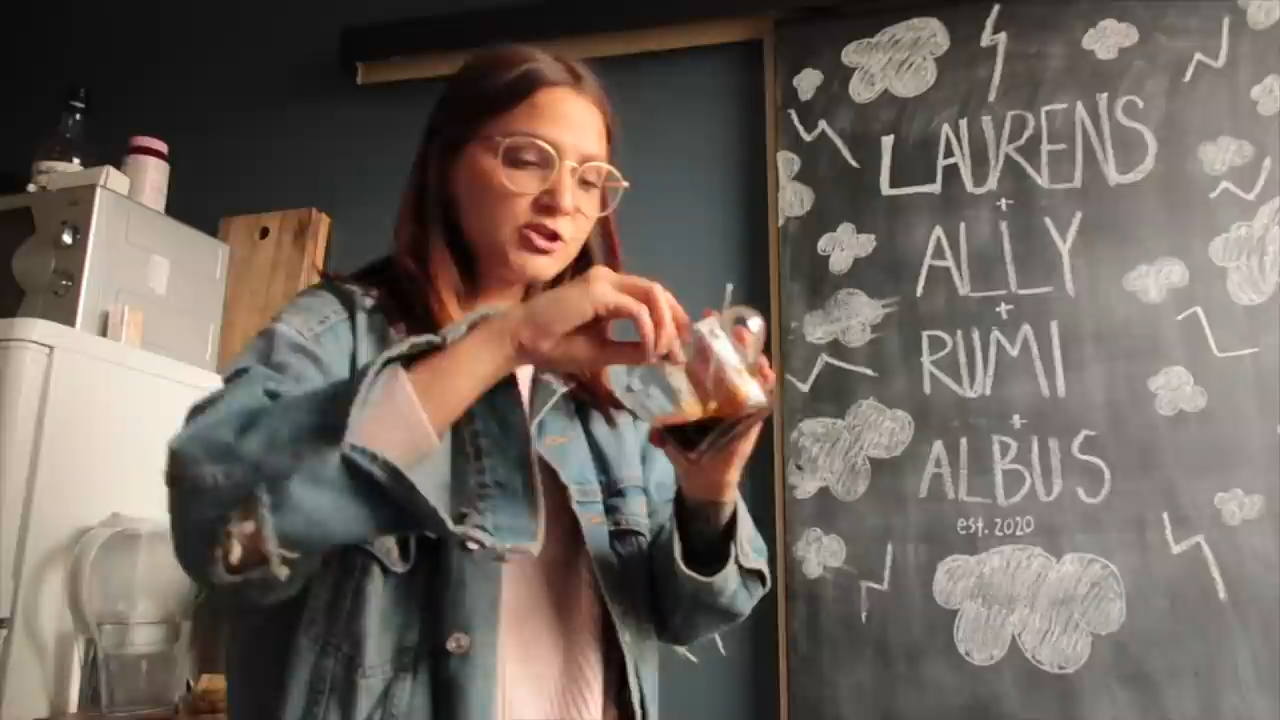 LAURENS
+
ALLY
+
RUMI
+
ALBUS
est. 2020